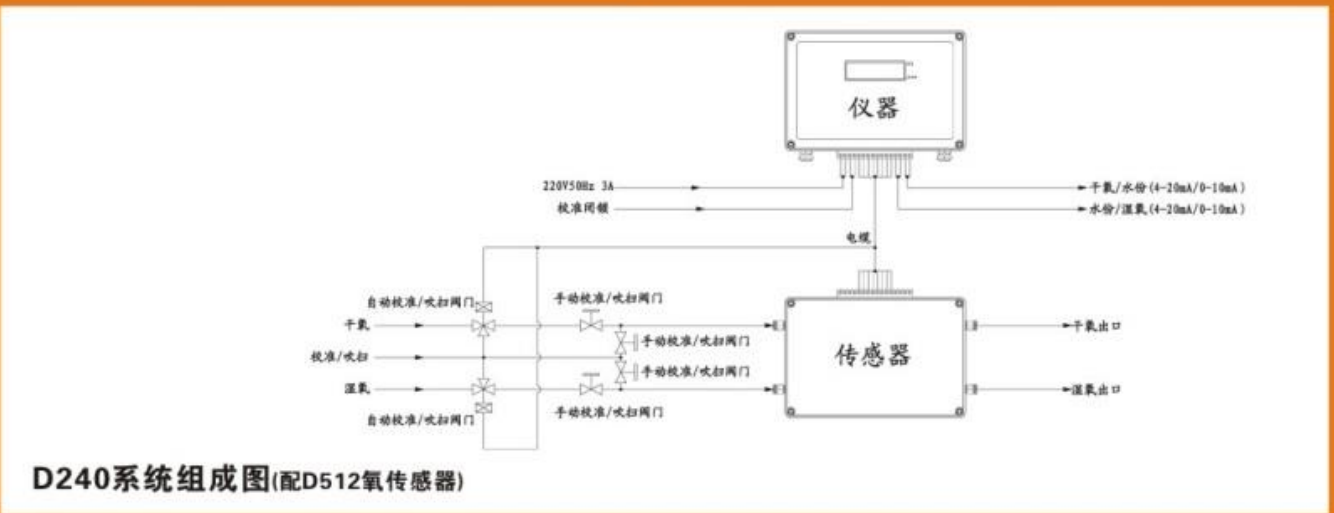 仪器
220V50Hz 3A
干氧/水份(4-20mA/0-10mA)
校准闭锁
水份/湿氧(4-20mA/0-10mA)
电缆
自动校准/吹扫阀门
手动校准/吹扫阀门
干氧
手动校准/吹扫阀门
干氧出口
校准/吹扫
传感器
手动校准/吹扫阀门
湿氧
湿氧出口
自动校准/吹扫阀门
手动校准/吹扫阀门
D240系统组成图(配D512氧传感器)